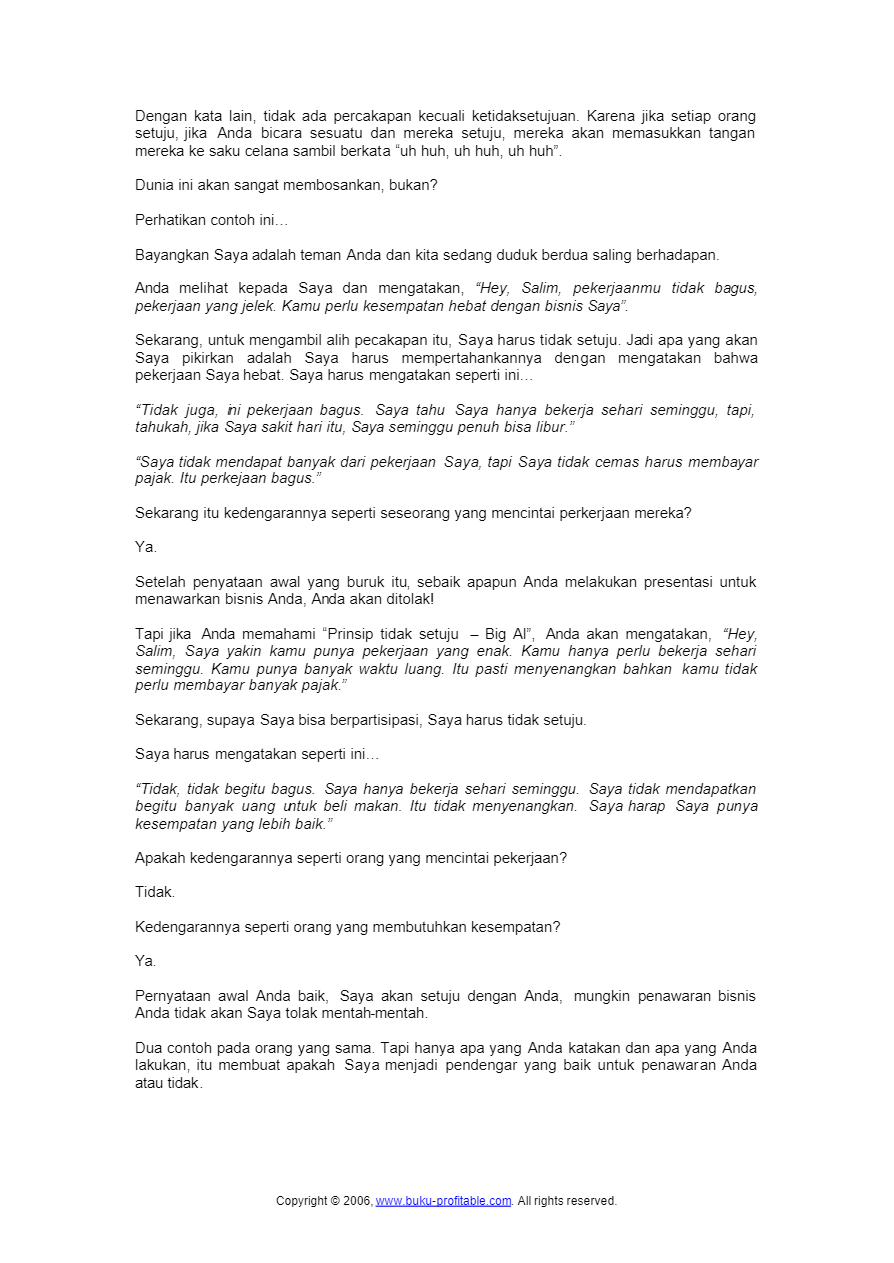 Dengan kata lain, tidak ada percakapan kecuali ketidaksetujuan. Karena jika setiap orang
setuju, jika Anda bicara sesuatu dan mereka setuju, mereka akan memasukkan tangan
mereka ke saku celana sambil berkata “uh huh, uh huh, uh huh”.
Dunia ini akan sangat membosankan, bukan?
Perhatikan contoh ini…
Bayangkan Saya adalah teman Anda dan kita sedang duduk berdua saling berhadapan.
Anda melihat kepada Saya dan mengatakan, “Hey, Salim, pekerjaanmu tidak bagus,
pekerjaan yang jelek. Kamu perlu kesempatan hebat dengan bisnis Saya”.
Sekarang, untuk mengambil alih pecakapan itu, Saya harus tidak setuju. Jadi apa yang akan
Saya pikirkan adalah Saya harus mempertahankannya dengan mengatakan bahwa
pekerjaan Saya hebat. Saya harus mengatakan seperti ini…
“Tidak juga, ini pekerjaan bagus. Saya tahu Saya hanya bekerja sehari seminggu, tapi,
tahukah, jika Saya sakit hari itu, Saya seminggu penuh bisa libur.”
“Saya tidak mendapat banyak dari pekerjaan Saya, tapi Saya tidak cemas harus membayar
pajak. Itu perkejaan bagus.”
Sekarang itu kedengarannya seperti seseorang yang mencintai perkerjaan mereka?
Ya.
Setelah penyataan awal yang buruk itu, sebaik apapun Anda melakukan presentasi untuk
menawarkan bisnis Anda, Anda akan ditolak!
Tapi jika Anda memahami “Prinsip tidak setuju – Big Al”, Anda akan mengatakan, “Hey,
Salim, Saya yakin kamu punya pekerjaan yang enak. Kamu hanya perlu bekerja sehari
seminggu. Kamu punya banyak waktu luang. Itu pasti menyenangkan bahkan kamu tidak
perlu membayar banyak pajak.”
Sekarang, supaya Saya bisa berpartisipasi, Saya harus tidak setuju.
Saya harus mengatakan seperti ini…
“Tidak, tidak begitu bagus. Saya hanya bekerja sehari seminggu. Saya tidak mendapatkan
begitu banyak uang untuk beli makan. Itu tidak menyenangkan. Saya harap Saya punya
kesempatan yang lebih baik.”
Apakah kedengarannya seperti orang yang mencintai pekerjaan?
Tidak.
Kedengarannya seperti orang yang membutuhkan kesempatan?
Ya.
Pernyataan awal Anda baik, Saya akan setuju dengan Anda, mungkin penawaran bisnis
Anda tidak akan Saya tolak mentah-mentah.
Dua contoh pada orang yang sama. Tapi hanya apa yang Anda katakan dan apa yang Anda
lakukan, itu membuat apakah Saya menjadi pendengar yang baik untuk penawaran Anda
atau tidak.
Copyright © 2006, www.buku-profitable.com. All rights reserved.